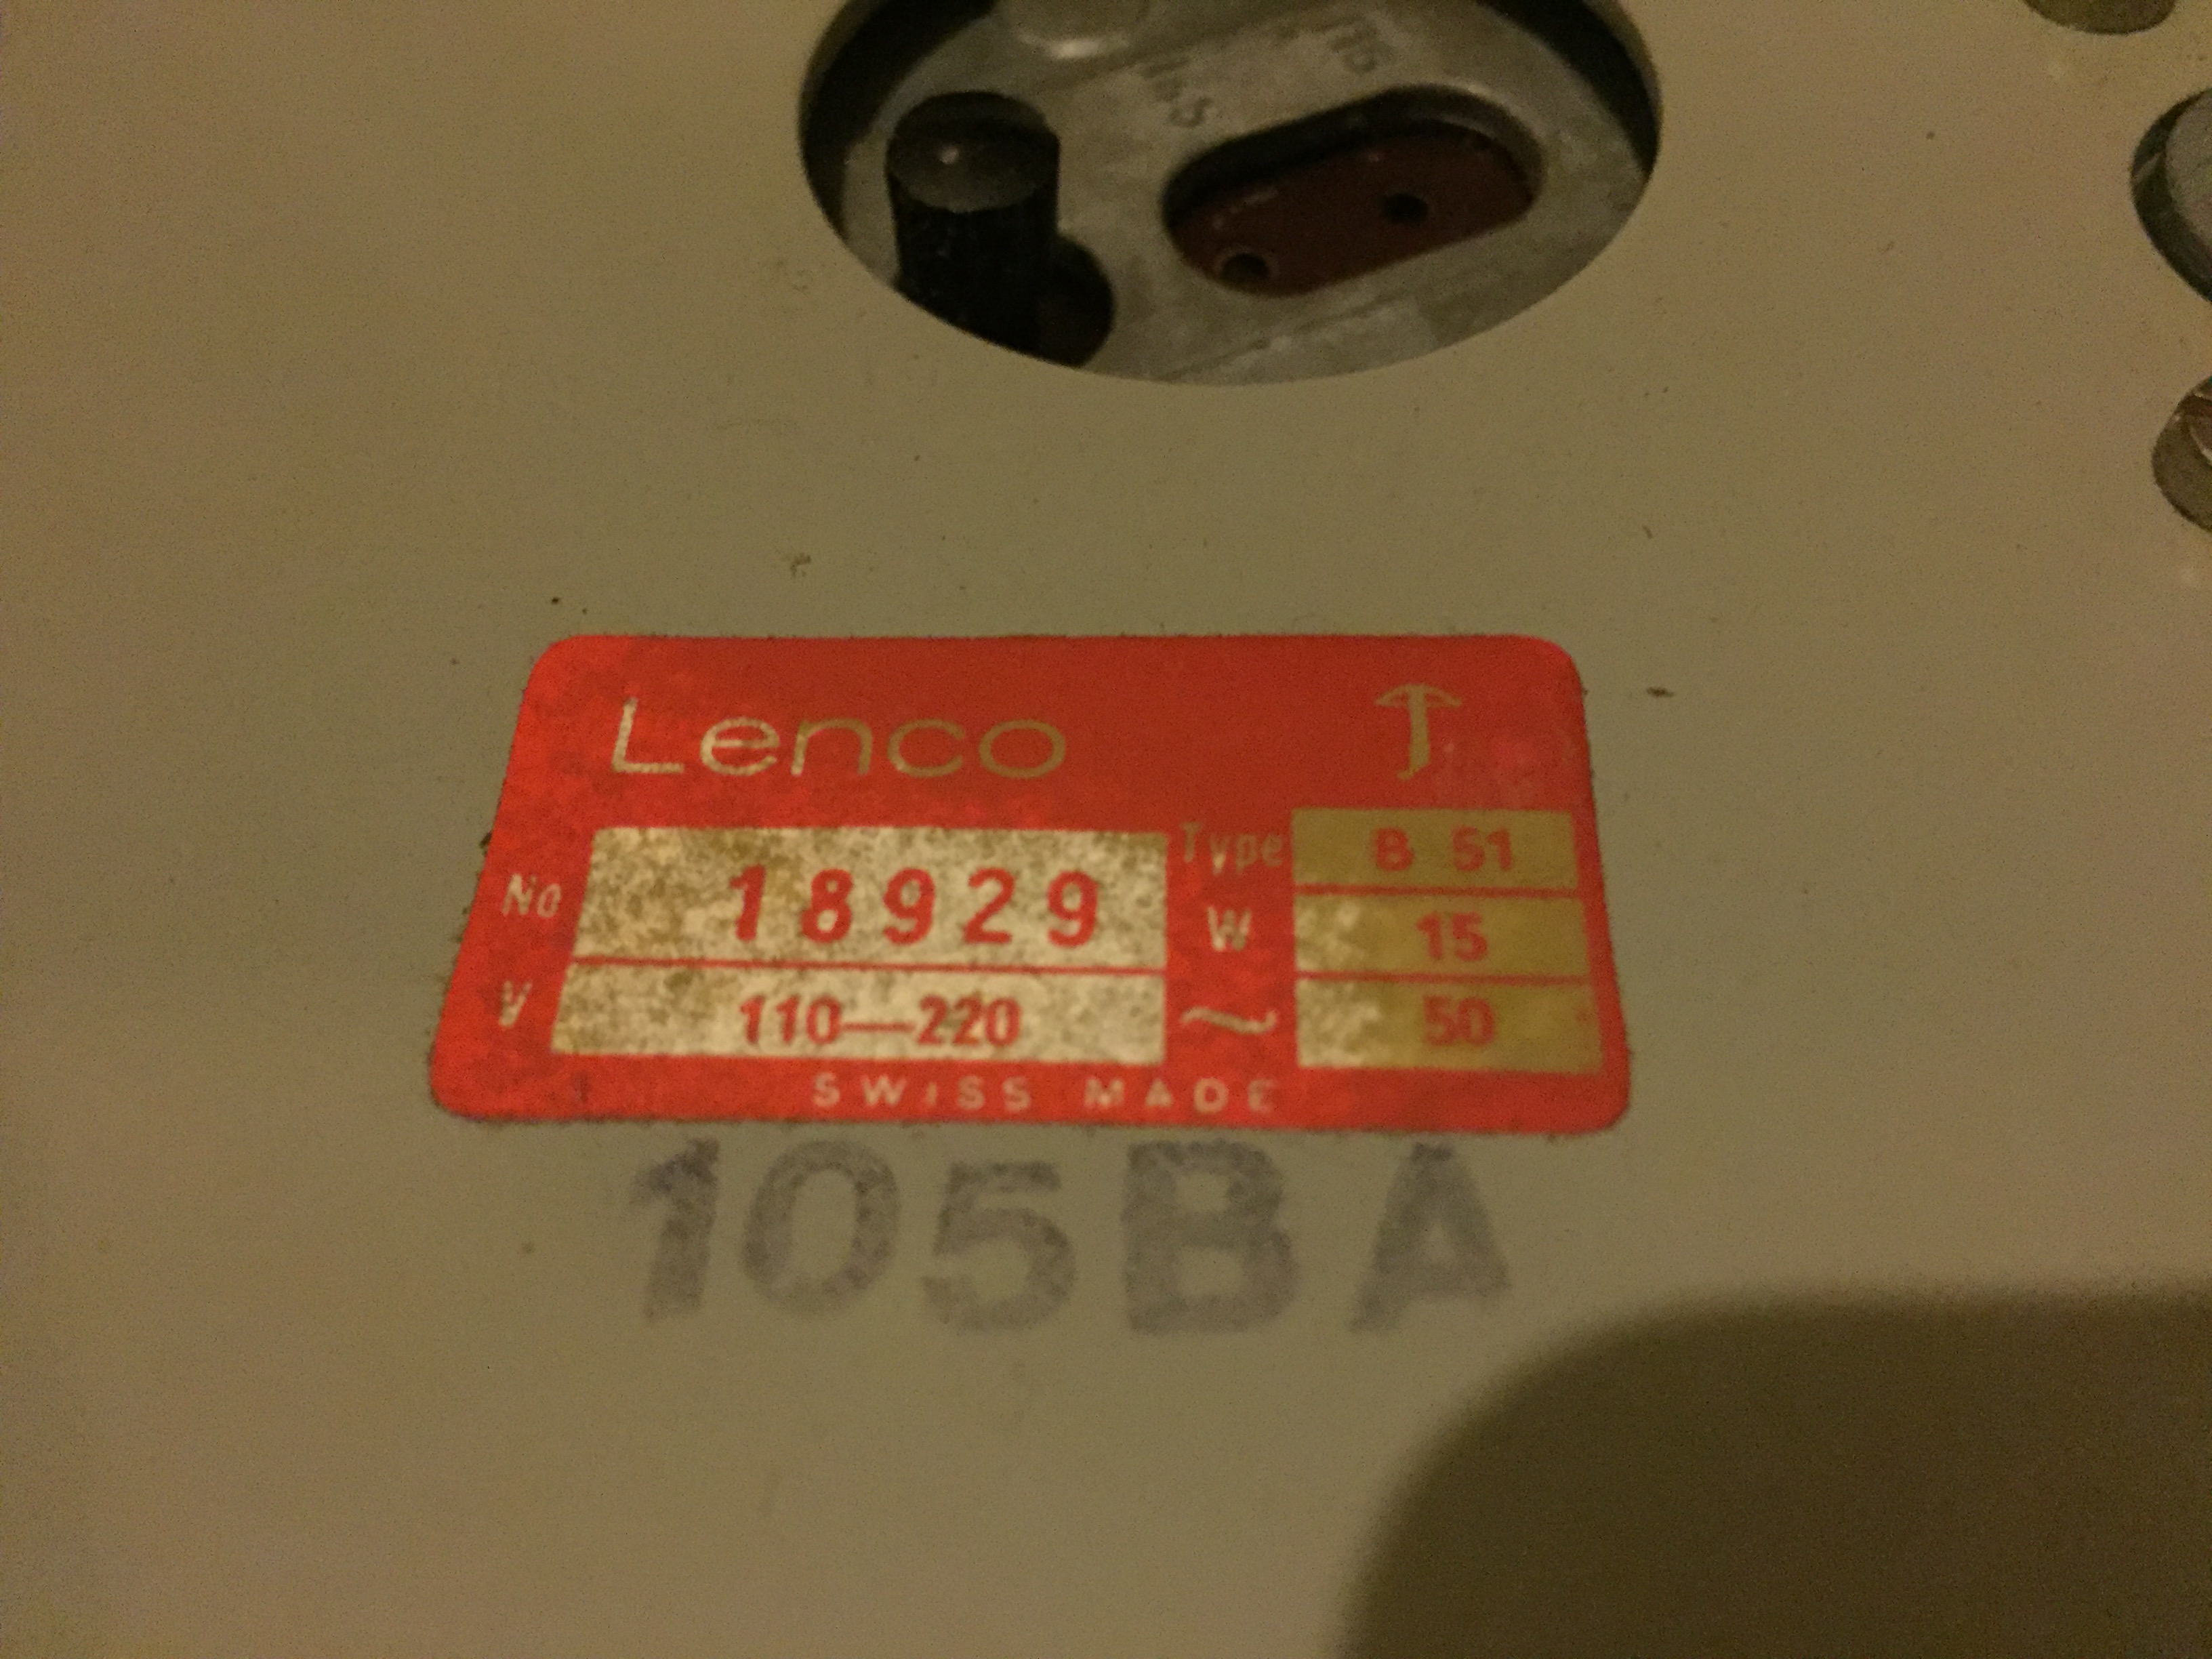 Lenco
No 18929 Type B 51
W 15
V 110—220 ~ 50
SWISS MADE
105BA